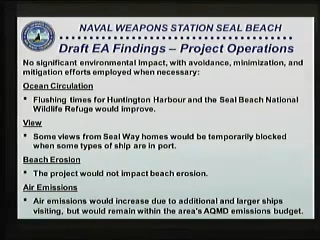 NAVAL WEAPONS STATION SEAL BEACH
Draft EA Findings – Project Operations
No significant environmental impact, with avoidance, minimization, and
mitigation efforts employed when necessary:
Ocean Circulation
▪ Flushing times for Huntington Harbour and the Seal Beach National
Wildlife Refuge would improve.
View
▪ Some views from Seal Way homes would be temporarily blocked
when some types of ship are in port.
Beach Erosion
▪ The project would not impact beach erosion.
Air Emissions
▪ Air emissions would increase due to additional and larger ships
visiting, but would remain within the area's AQMD emissions budget.